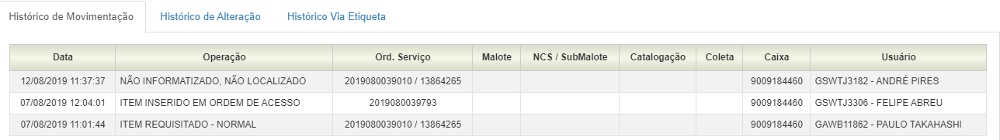 Histórico de Movimentação Histórico de Alteração Histórico Via Etiqueta
Data Operação Ord. Serviço Malote NCS / SubMalote Catalogação Coleta Caixa Usuário
12/08/2019 11:37:37 NÃO INFORMATIZADO, NÃO LOCALIZADO 2019080039010 / 13864265 9009184460 GSWTJ3182 - ANDRÉ PIRES
07/08/2019 12:04:01 ITEM INSERIDO EM ORDEM DE ACESSO 2019080039793 9009184460 GSWTJ3306 - FELIPE ABREU
07/08/2019 11:01:44 ITEM REQUISITADO - NORMAL 2019080039010 / 13864265 9009184460 GAWB11862 - PAULO TAKAHASHI